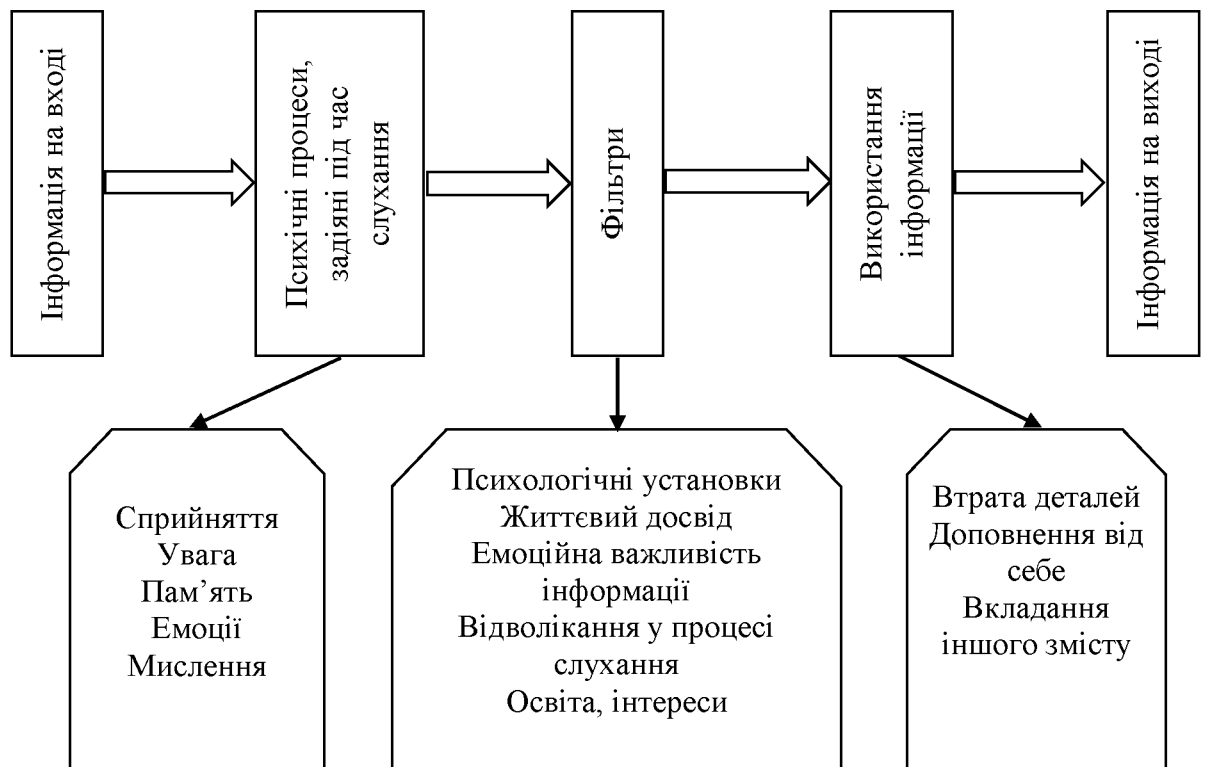 Інформація на вході
Психічні процеси,
задіяні під час
слухання
Фільтри
Використання
інформації
Інформація на виході
Сприйняття
Увага
Пам’ять
Емоції
Мислення
Психологічні установки
Життєвий досвід
Емоційна важливість
інформації
Відволікання у процесі
слухання
Освіта, інтереси
Втрата деталей
Доповнення від
себе
Вкладання
іншого змісту